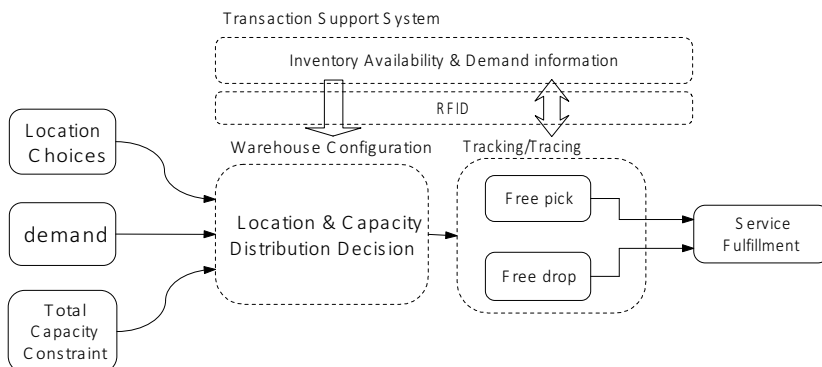 Transaction Support System
Inventory Availability & Demand information
RFID
Location
Choices
Warehouse Configuration
Tracking/Tracing
demand
Location & Capacity
Distribution Decision
Free pick
Free drop
Service
Fulfillment
Total
Capacity
Constraint